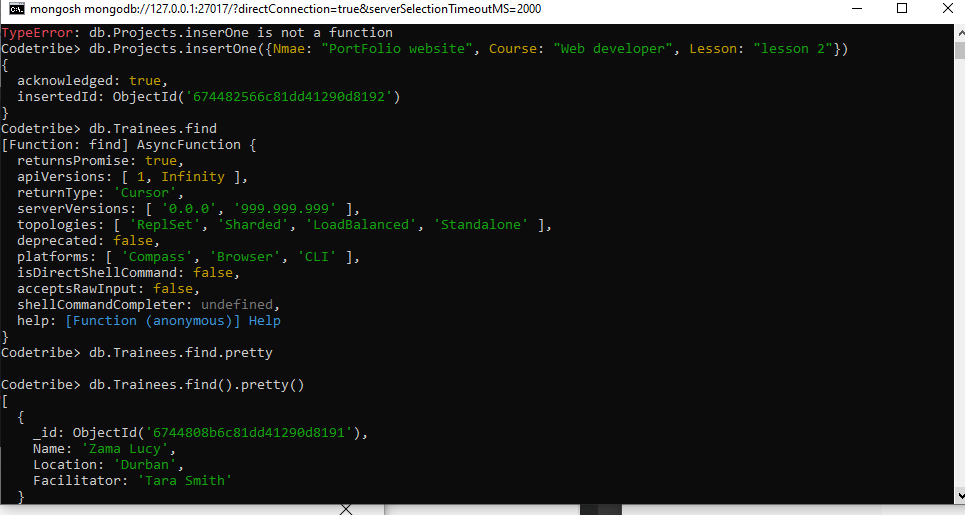 mongosh mongodb://127.0.0.1:27017/?directConnection=true&serverSelectionTimeoutMS=2000
TypeError: db.Projects.inserOne is not a function
Codetribe> db.Projects.insertOne({Nmae: "PortFolio website", Course: "Web developer", Lesson: "lesson 2"})
{
  acknowledged: true,
  insertedId: ObjectId('674482566c81dd41290d8192')
}
Codetribe> db.Trainees.find
[Function: find] AsyncFunction {
  returnsPromise: true,
  apiVersions: [ 1, Infinity ],
  returnType: 'Cursor',
  serverVersions: [ '0.0.0', '999.999.999' ],
  topologies: [ 'ReplSet', 'Sharded', 'LoadBalanced', 'Standalone' ],
  deprecated: false,
  platforms: [ 'Compass', 'Browser', 'CLI' ],
  isDirectShellCommand: false,
  acceptsRawInput: false,
  shellCommandCompleter: undefined,
  help: [Function (anonymous)] Help
}
Codetribe> db.Trainees.find.pretty
Codetribe> db.Trainees.find().pretty()
[
  {
    _id: ObjectId('6744808b6c81dd41290d8191'),
    Name: 'Zama Lucy',
    Location: 'Durban',
    Facilitator: 'Tara Smith'
  }